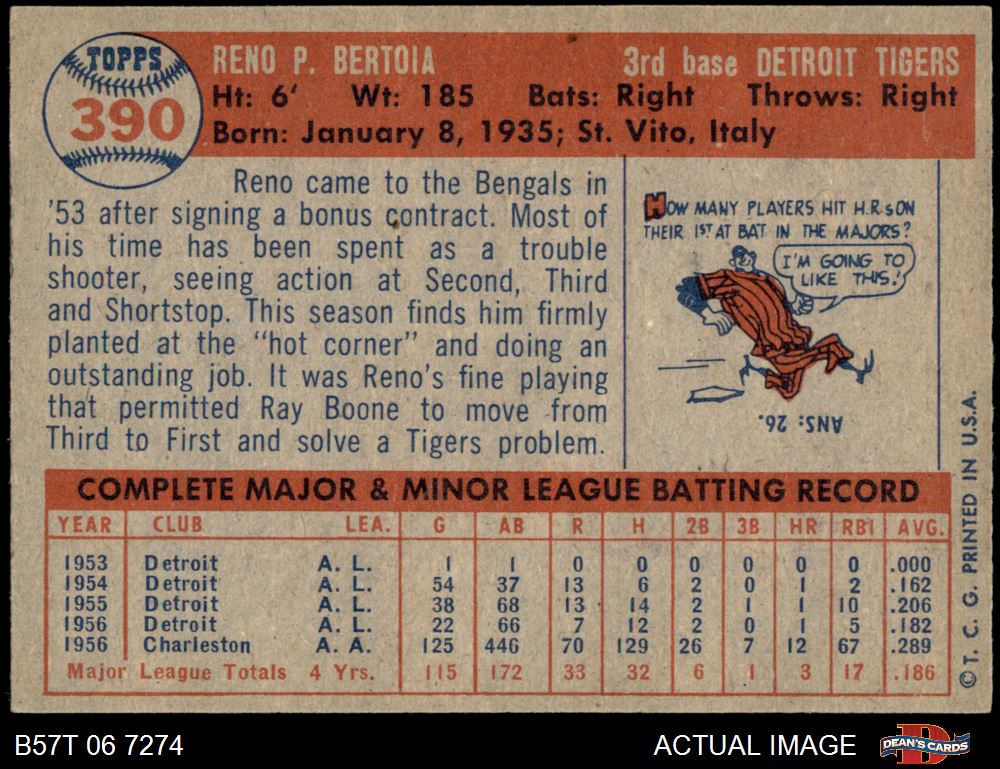 TOPPS
390
RENO P. BERTOIA 3rd base DETROIT TIGERS
Ht: 6' Wt: 185 Bats: Right Throws: Right
Born: January 8, 1935; St. Vito, Italy
Reno came to the Bengals in
'53 after signing a bonus contract. Most of
his time has been spent as a trouble
shooter, seeing action at Second, Third
and Shortstop. This season finds him firmly
planted at the "hot corner" and doing an
outstanding job. It was Reno's fine playing
that permitted Ray Boone to move from
Third to First and solve a Tigers problem.
HOW MANY PLAYERS HIT H.R.s ON
THEIR 1ST AT BAT IN THE MAJORS?
I'M GOING TO
LIKE THIS!
ANS: 26.
COMPLETE MAJOR & MINOR LEAGUE BATTING RECORD
YEAR CLUB LEA. G AB R H 2B 3B HR RBI AVG.
1953 Detroit A. L. 1 1 0 0 0 0 0 0 .000
1954 Detroit A. L. 54 37 13 6 2 0 1 2 .162
1955 Detroit A. L. 38 68 13 14 2 1 1 10 .206
1956 Detroit A. L. 22 66 7 12 2 0 1 5 .182
1956 Charleston A. A. 125 446 70 129 26 7 12 67 .289
Major League Totals 4 Yrs. 115 172 33 32 6 1 3 17 .186
©T. C. G. PRINTED IN U.S.A.
B57T 06 7274 ACTUAL IMAGE
DEAN'S CARDS